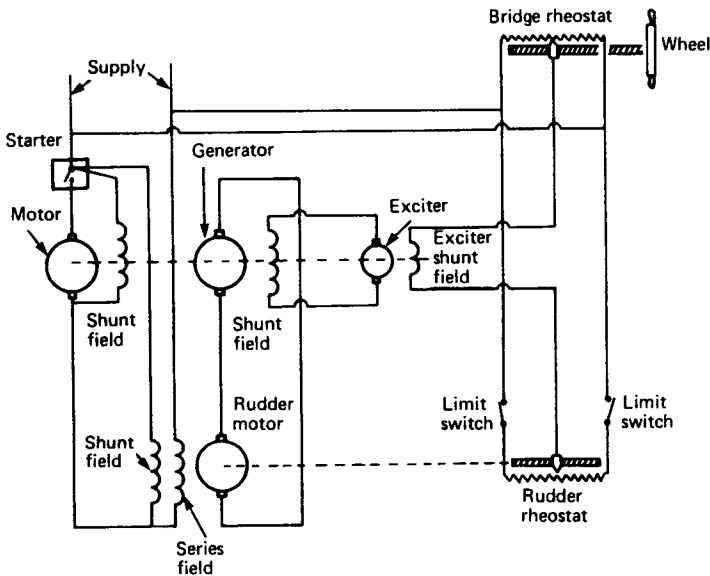 Bridge rheostat
Wheel
Supply
Starter
Generator
Motor
Exciter
Exciter
shunt
field
Shunt
field
Shunt
field
Rudder
motor
Limit
switch
Limit
switch
Shunt
field
Rudder
rheostat
Series
field